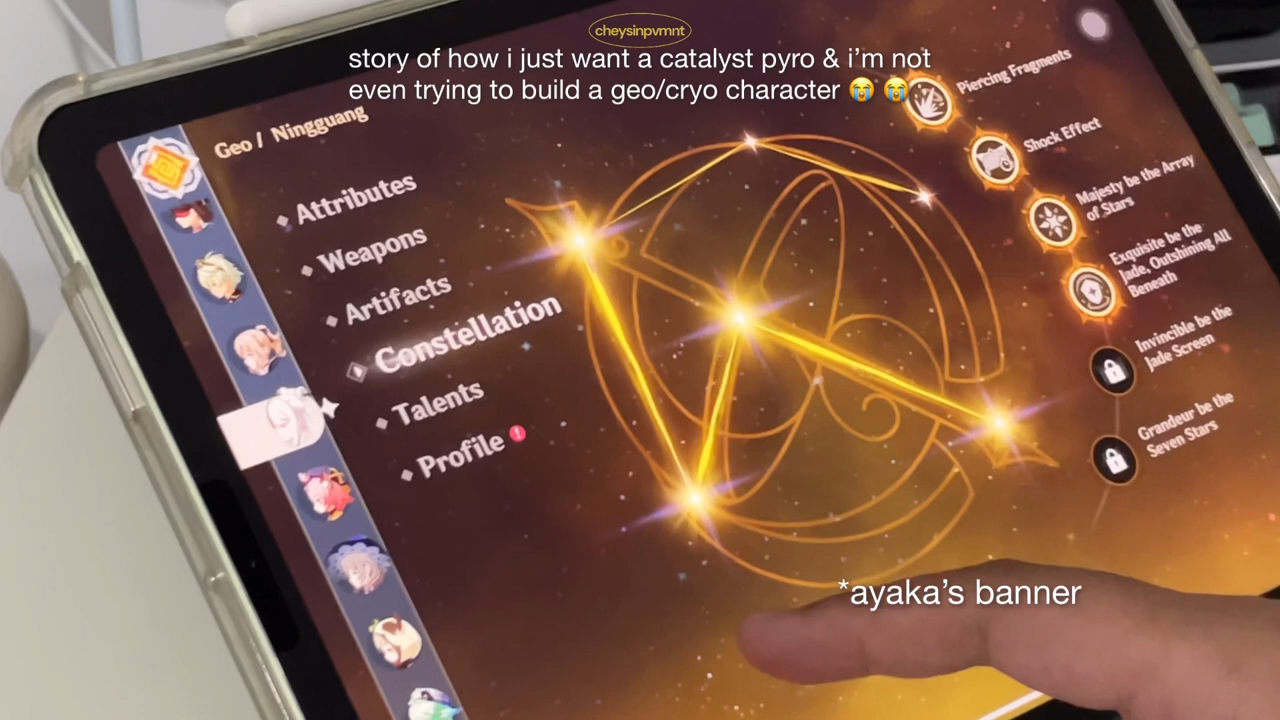 cheysinpvmnt
story of how i just want a catalyst pyro & i'm not
even trying to build a geo/cryo character 😭 😭
Geo / Ningguang
Attributes
Weapons
Artifacts
Constellation
Talents
Profile
Piercing Fragments
Shock Effect
Majesty be the Array
of Stars
Exquisite be the
Jade, Outshining All
Beneath
Invincible be the
Jade Screen
Grandeur be the
Seven Stars
*ayaka's banner